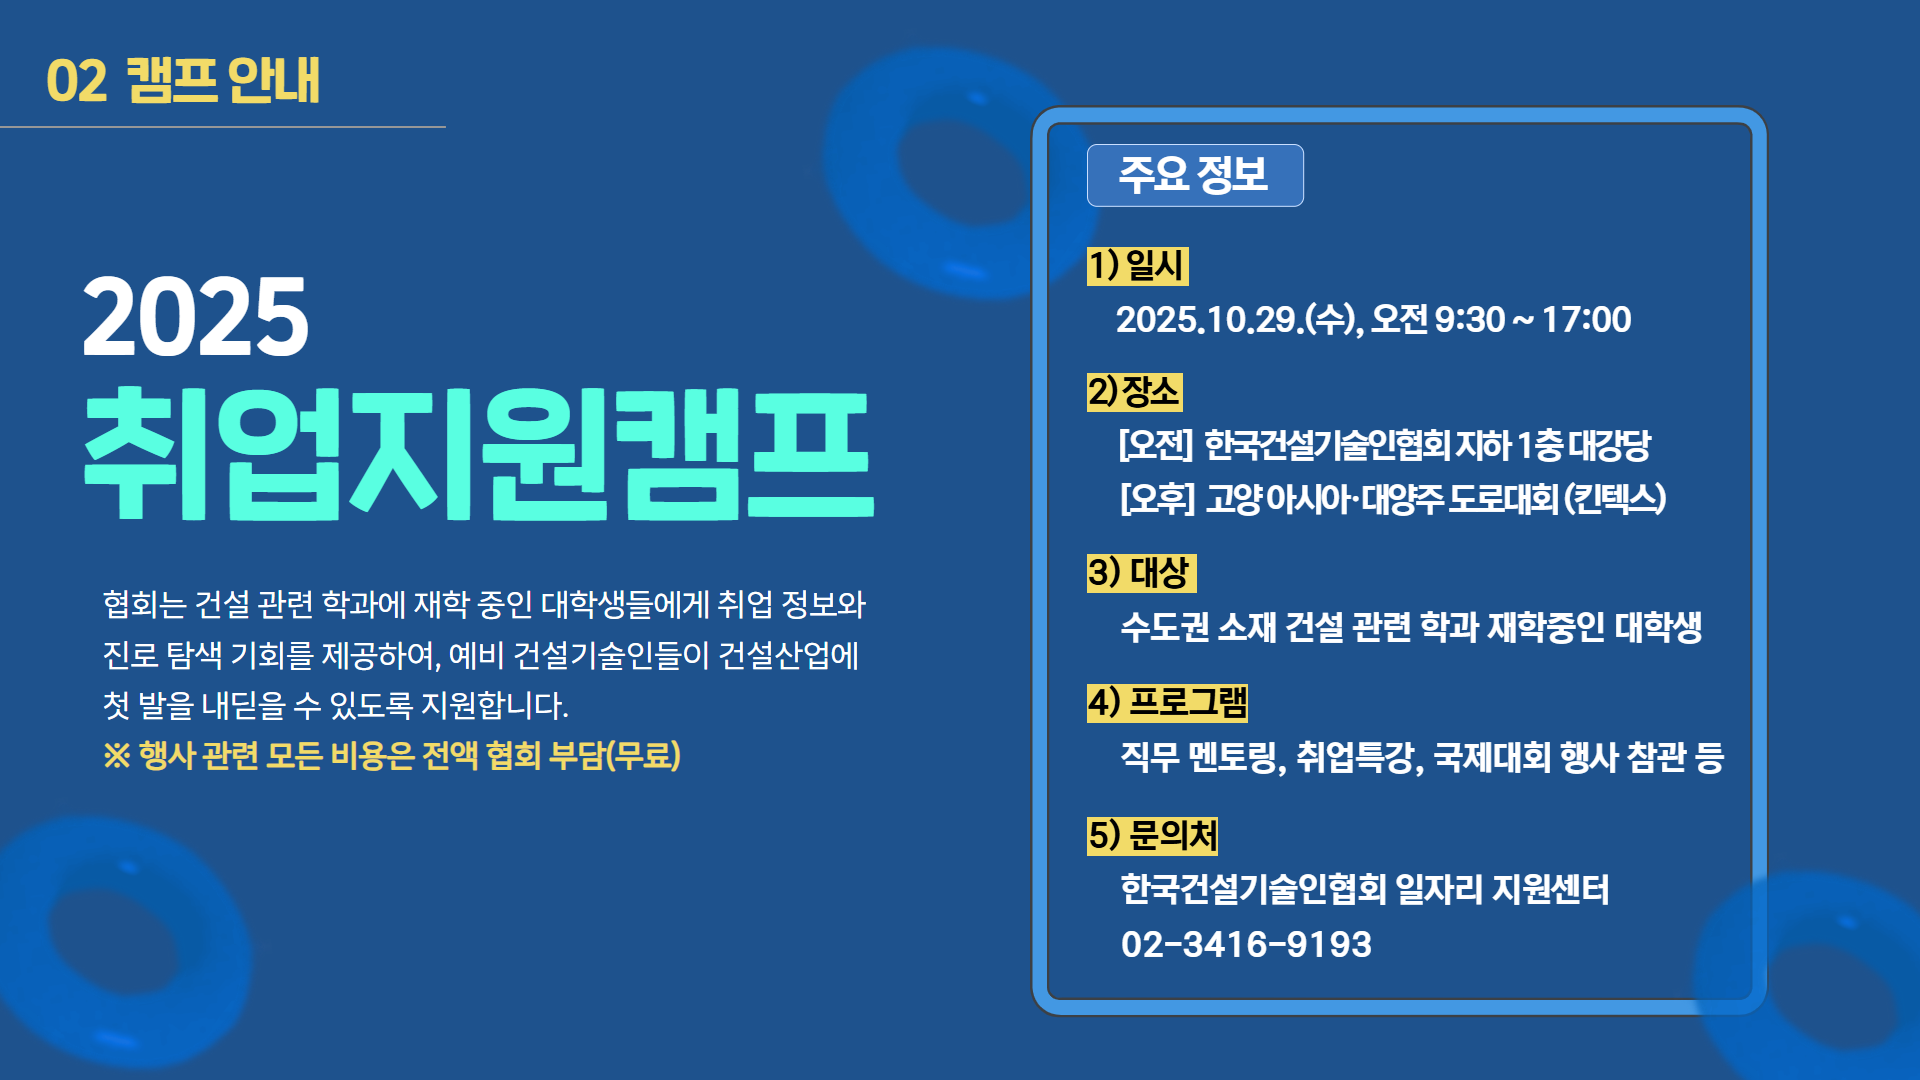 02 캠프 안내
2025
취업지원캠프
협회는 건설 관련 학과에 재학 중인 대학생들에게 취업 정보와
진로 탐색 기회를 제공하여, 예비 건설기술인들이 건설산업에
첫 발을 내딛을 수 있도록 지원합니다.
※ 행사 관련 모든 비용은 전액 협회 부담(무료)
주요 정보
1) 일시
2025.10.29.(수), 오전 9:30 ~ 17:00
2) 장소
[오전] 한국건설기술인협회 지하 1층 대강당
[오후] 고양 아시아·대양주 도로대회 (킨텍스)
3) 대상
수도권 소재 건설 관련 학과 재학중인 대학생
4) 프로그램
직무 멘토링, 취업특강, 국제대회 행사 참관 등
5) 문의처
한국건설기술인협회 일자리 지원센터
02-3416-9193